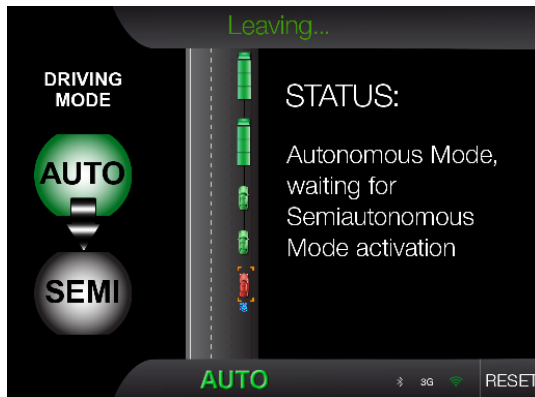 Leaving...
DRIVING
MODE
AUTO
SEMI
STATUS:
Autonomous Mode,
waiting for
Semiautonomous
Mode activation
AUTO
3G
RESET